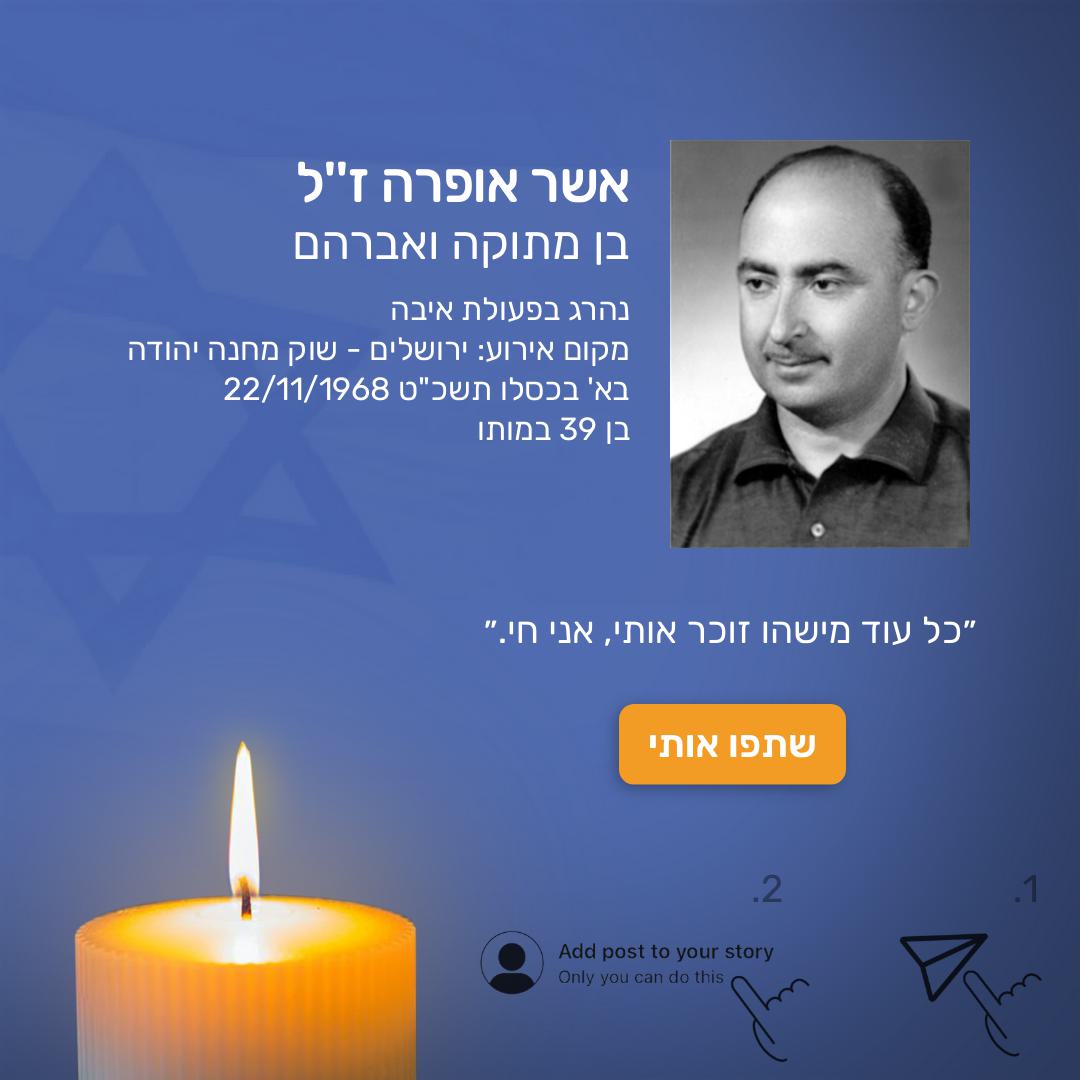 אשר אופרה ז"ל
בן מתוקה ואברהם
נהרג בפעולת איבה
מקום אירוע: ירושלים - שוק מחנה יהודה
בא' בכסלו תשכ"ט 22/11/1968
בן 39 במותו
״כל עוד מישהו זוכר אותי, אני חי.״
שתפו אותי
1.
2.
Add post to your story
Only you can do this